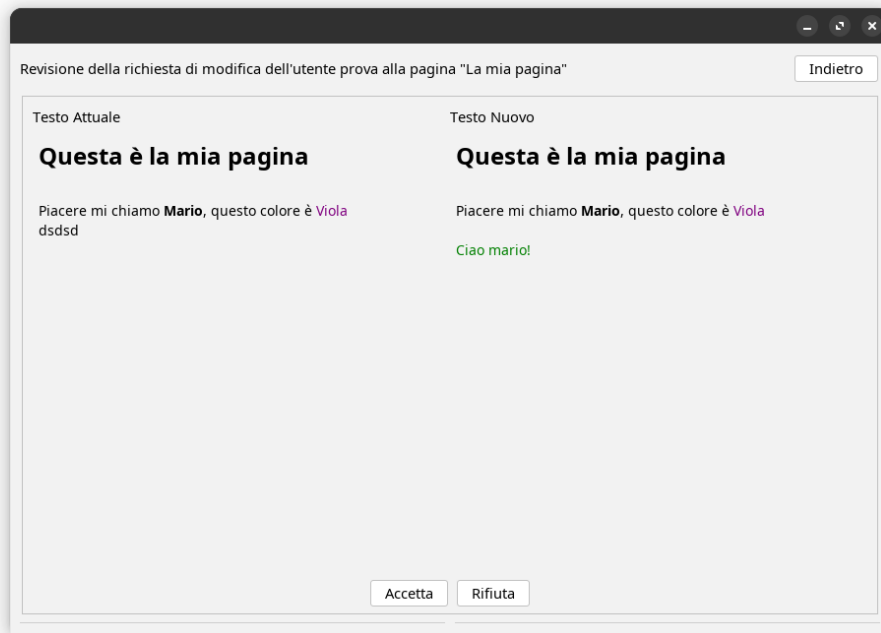 Revisione della richiesta di modifica dell'utente prova alla pagina "La mia pagina"
Indietro
Testo Attuale
Questa è la mia pagina
Piacere mi chiamo Mario, questo colore è Viola
dsdsd
Testo Nuovo
Questa è la mia pagina
Piacere mi chiamo Mario, questo colore è Viola
Ciao mario!
Accetta
Rifiuta